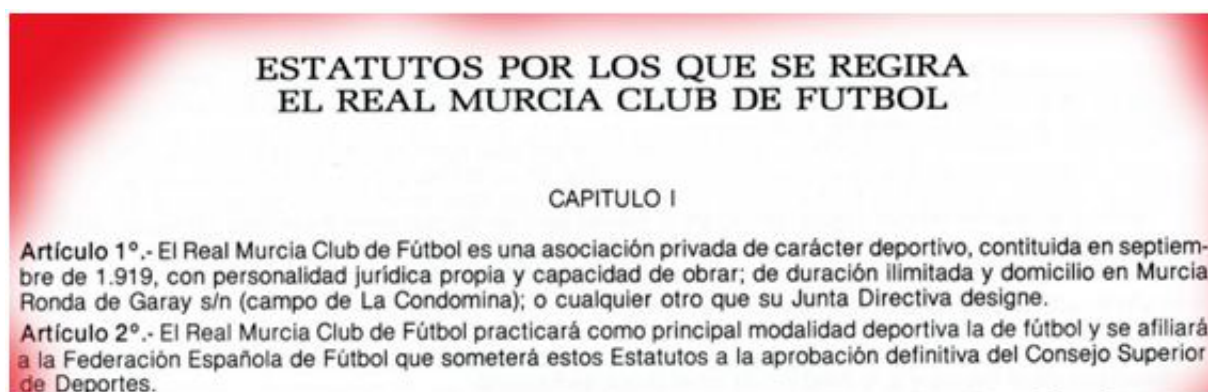 ESTATUTOS POR LOS QUE SE REGIRA
EL REAL MURCIA CLUB DE FUTBOL
CAPITULO I
Artículo 1º.- El Real Murcia Club de Fútbol es una asociación privada de carácter deportivo, contituida en septiem-
bre de 1.919, con personalidad jurídica propia y capacidad de obrar; de duración ilimitada y domicilio en Murcia
Ronda de Garay s/n (campo de La Condomina); o cualquier otro que su Junta Directiva designe.
Artículo 2º.- El Real Murcia Club de Fútbol practicará como principal modalidad deportiva la de fútbol y se afiliará
a la Federación Española de Fútbol que someterá estos Estatutos a la aprobación definitiva del Consejo Superior
de Deportes.